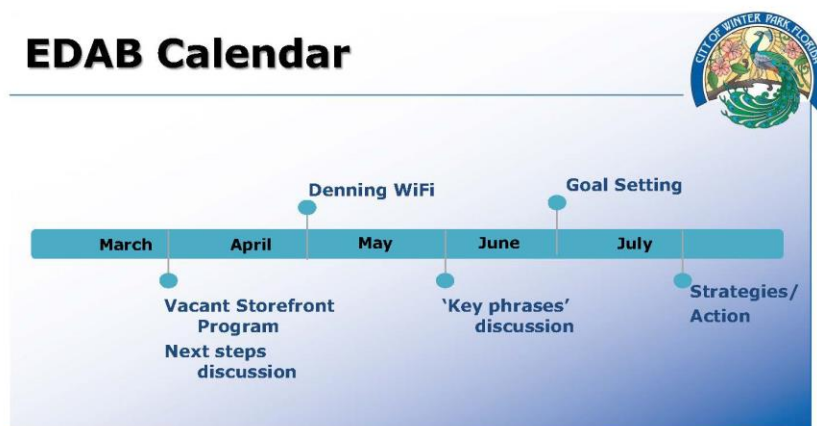 EDAB Calendar
CITY OF WINTER PARK, FLORIDA
Denning WiFi
Goal Setting
March
April
May
June
July
Vacant Storefront
Program
Next steps
discussion
‘Key phrases’
discussion
Strategies/
Action